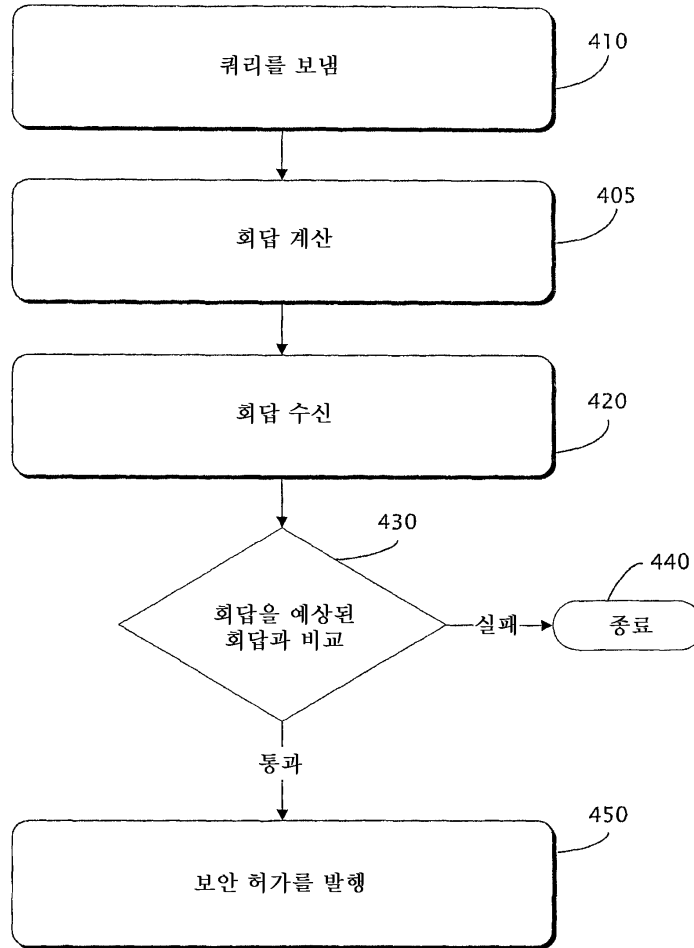 쿼리를 보냄
410
회답 계산
405
회답 수신
420
430
회답을 예상된
회답과 비교
실패
440
종료
통과
보안 허가를 발행
450